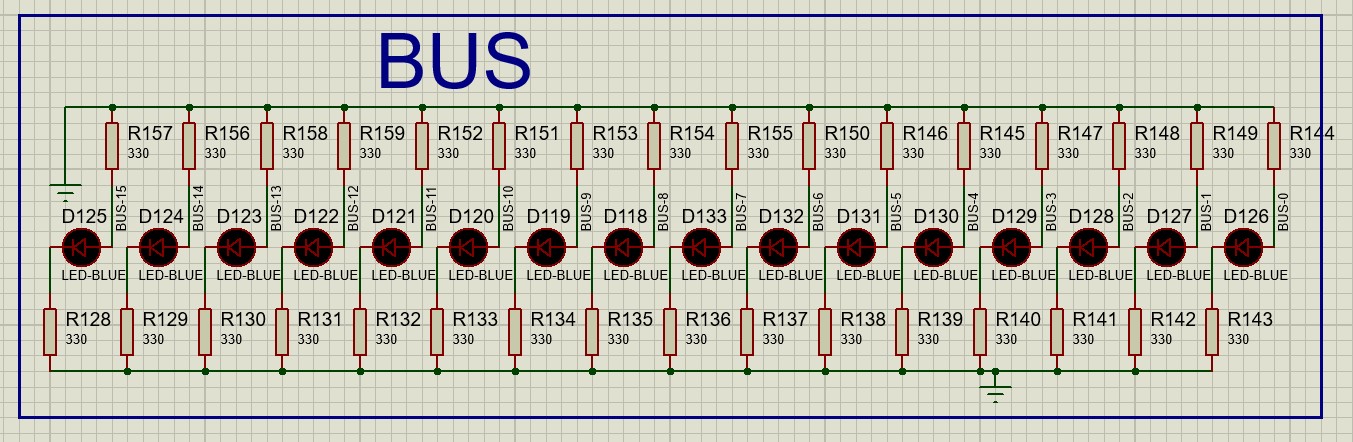 BUS
R157 R156 R158 R159 R152 R151 R153 R154 R155 R150 R146 R145 R147 R148 R149 R144
330 330 330 330 330 330 330 330 330 330 330 330 330 330 330 330
BUS-15 BUS-14 BUS-13 BUS-12 BUS-11 BUS-10 BUS-9 BUS-8 BUS-7 BUS-6 BUS-5 BUS-4 BUS-3 BUS-2 BUS-1 BUS-0
D125 D124 D123 D122 D121 D120 D119 D118 D133 D132 D131 D130 D129 D128 D127 D126
LED-BLUE LED-BLUE LED-BLUE LED-BLUE LED-BLUE LED-BLUE LED-BLUE LED-BLUE LED-BLUE LED-BLUE LED-BLUE LED-BLUE LED-BLUE LED-BLUE LED-BLUE LED-BLUE
R128 R129 R130 R131 R132 R133 R134 R135 R136 R137 R138 R139 R140 R141 R142 R143
330 330 330 330 330 330 330 330 330 330 330 330 330 330 330 330